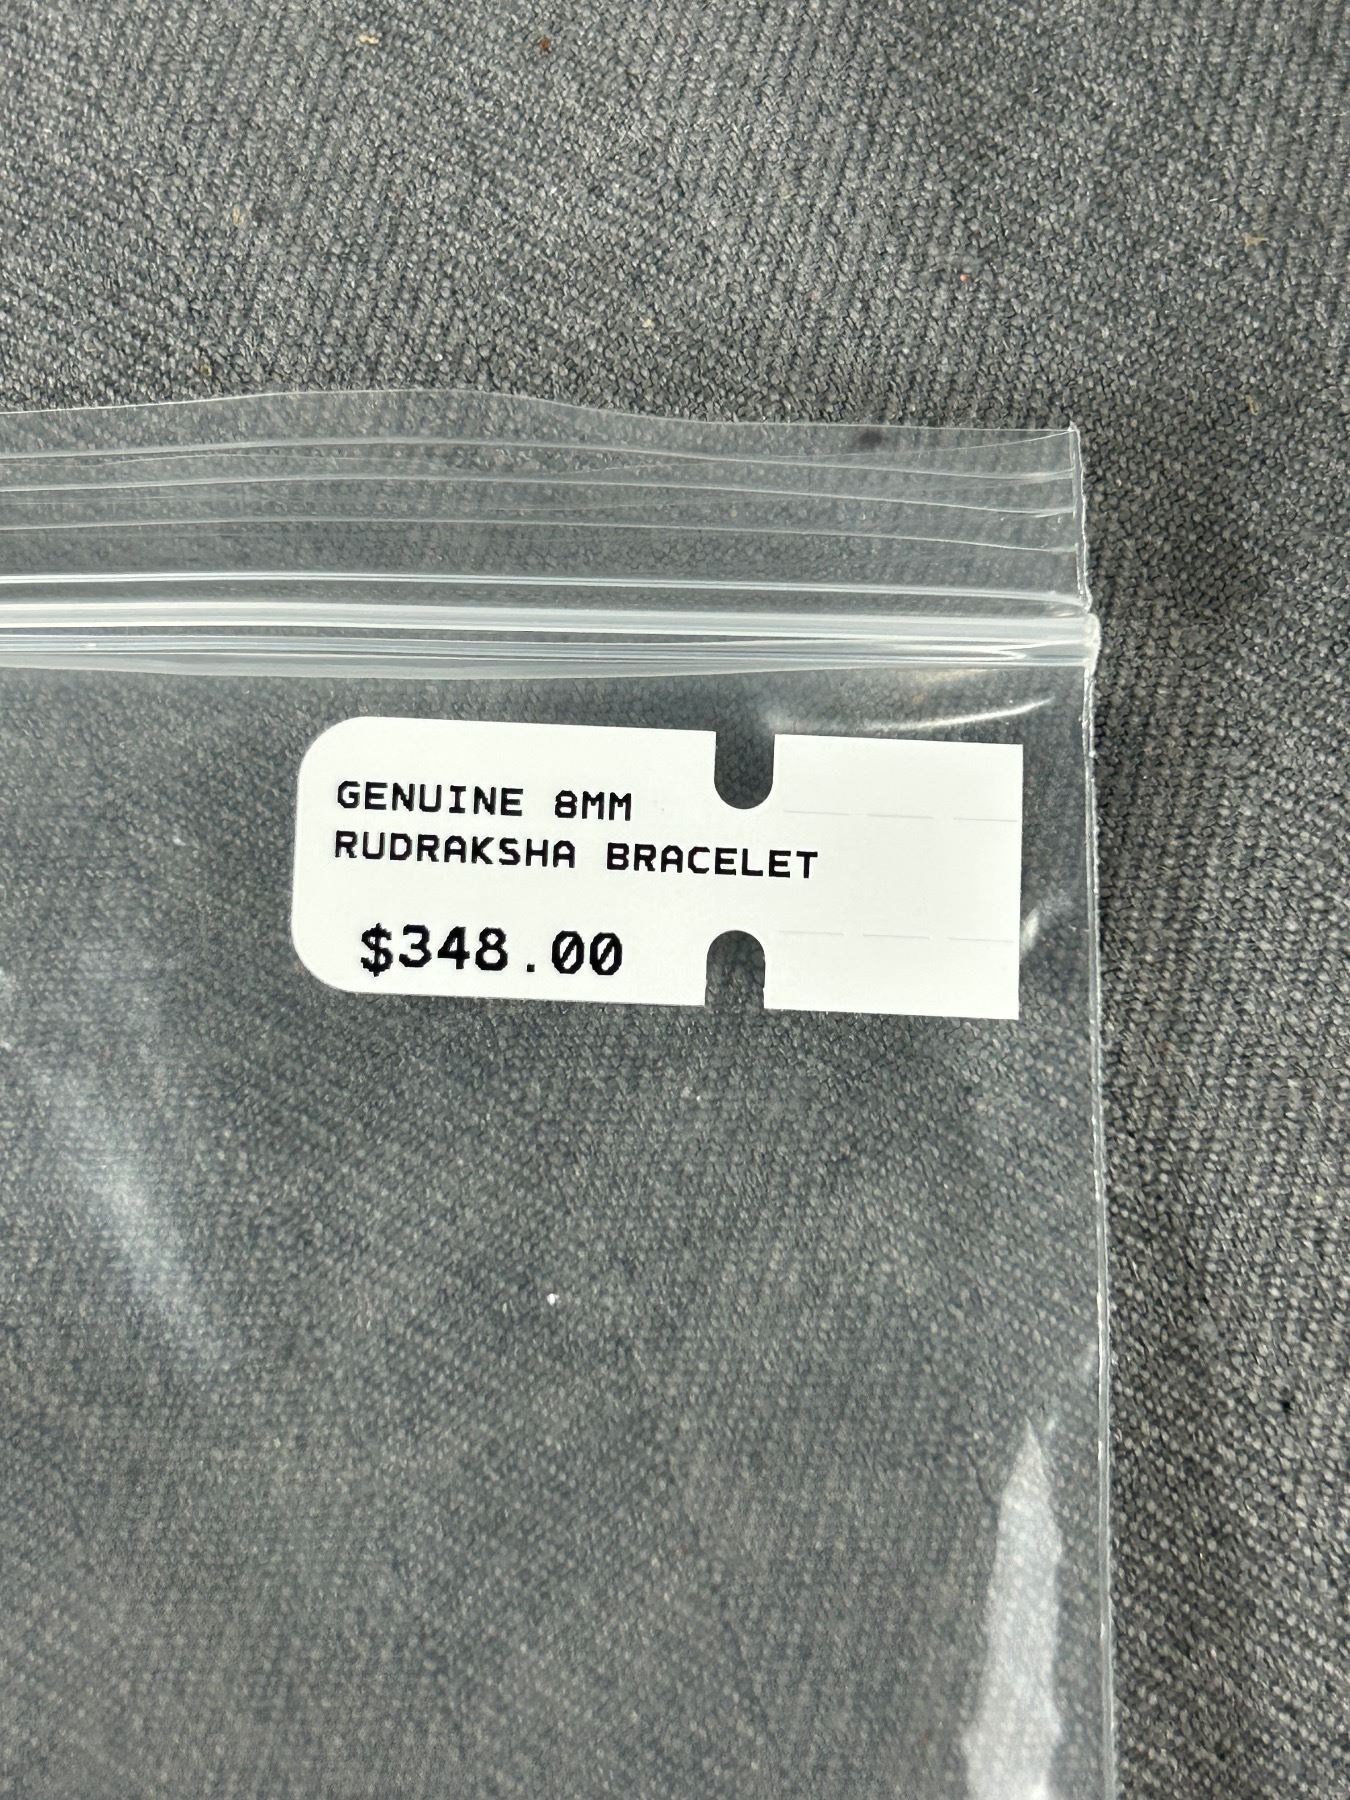 GENUINE 8MM
RUDRAKSHA BRACELET
$348.00